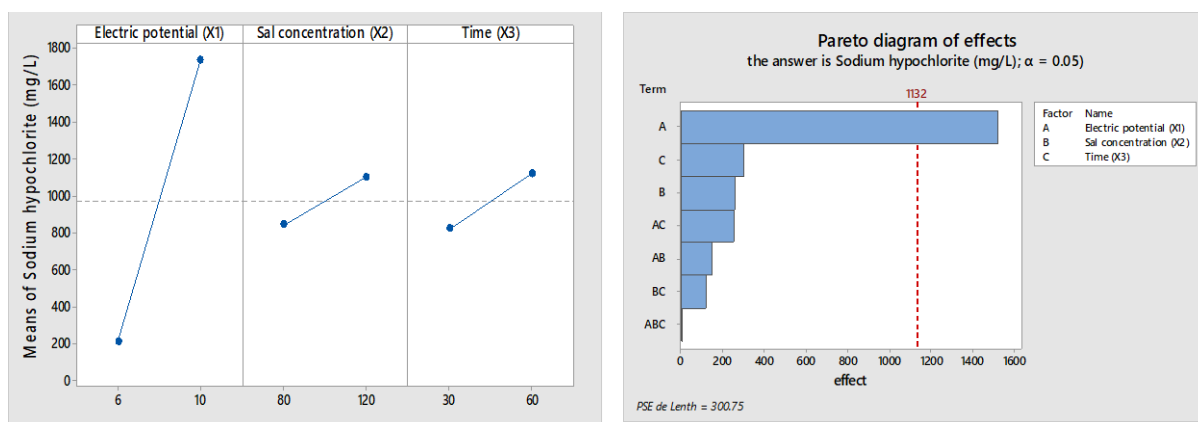 Electric potential (X1) Sal concentration (X2) Time (X3)
Means of Sodium hypochlorite (mg/L)
1800
1600
1400
1200
1000
800
600
400
200
0
6 10 80 120 30 60
Pareto diagram of effects
the answer is Sodium hypochlorite (mg/L); α = 0.05)
Term
1132
A
C
B
AC
AB
BC
ABC
0 200 400 600 800 1000 1200 1400 1600
effect
Factor Name
A Electric potential (X1)
B Sal concentration (X2)
C Time (X3)
PSE de Lenth = 300.75